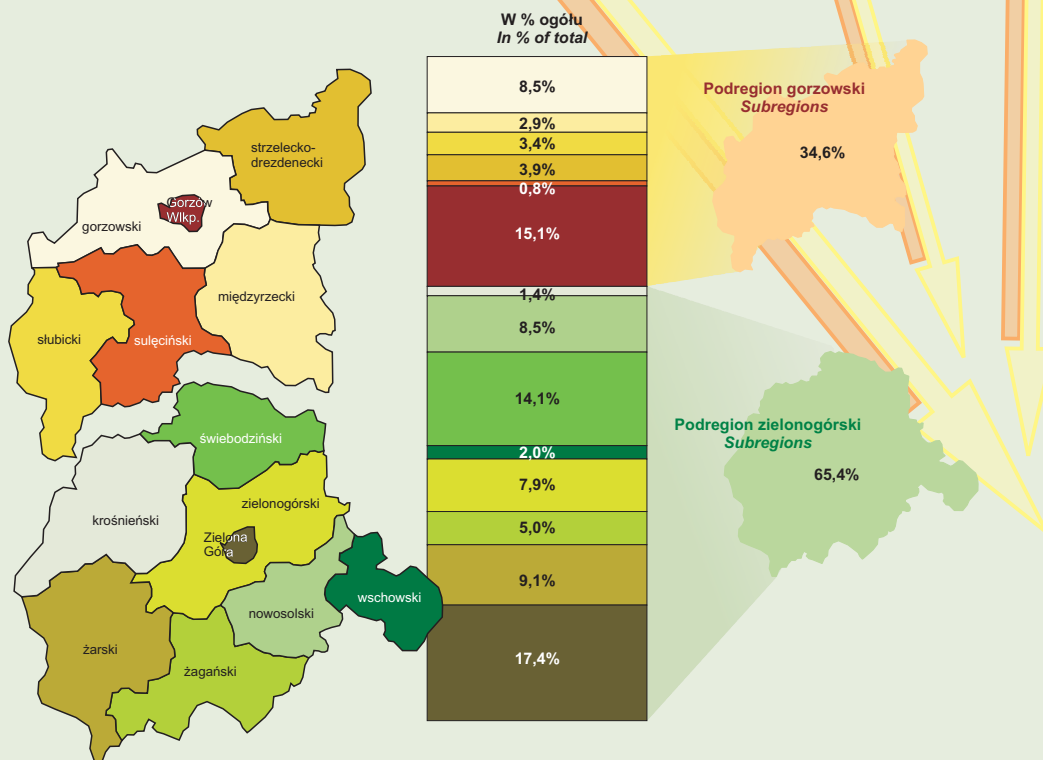 W % ogółu
In % of total
strzelecko-
drezdenecki
Gorzów
Wlkp.
gorzowski
międzyrzecki
słubicki
sulęciński
świebodziński
zielonogórski
krośnieński
Zielona
Góra
wschowski
nowosolski
żarski
żagański
8,5%
2,9%
3,4%
3,9%
0,8%
15,1%
1,4%
8,5%
14,1%
2,0%
7,9%
5,0%
9,1%
17,4%
Podregion gorzowski
Subregions
34,6%
Podregion zielonogórski
Subregions
65,4%